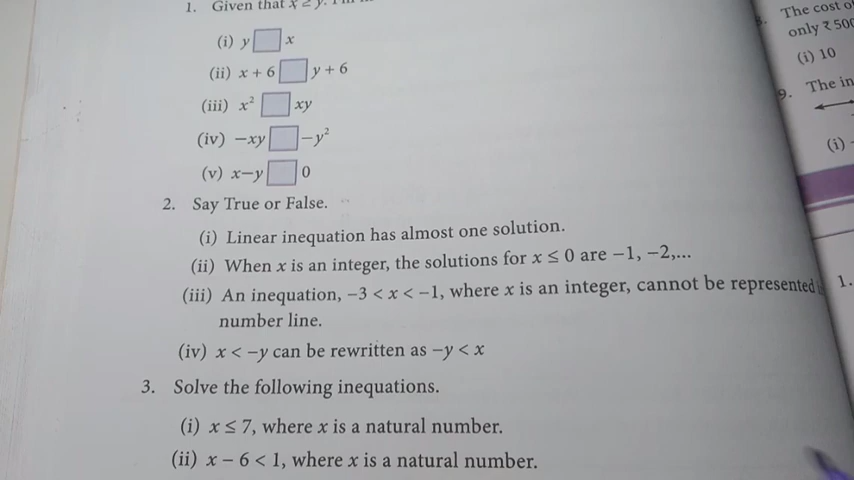 1. Given that x ≥ y.
(i) y □ x
(ii) x + 6 □ y + 6
(iii) x² □ xy
(iv) −xy □ −y²
(v) x−y □ 0
2. Say True or False.
(i) Linear inequation has almost one solution.
(ii) When x is an integer, the solutions for x ≤ 0 are −1, −2,...
(iii) An inequation, −3 < x < −1, where x is an integer, cannot be represented
number line.
(iv) x < −y can be rewritten as −y < x
3. Solve the following inequations.
(i) x ≤ 7, where x is a natural number.
(ii) x − 6 < 1, where x is a natural number.
The cost
only ₹ 500
(i) 10
9. The in
(i)
1.